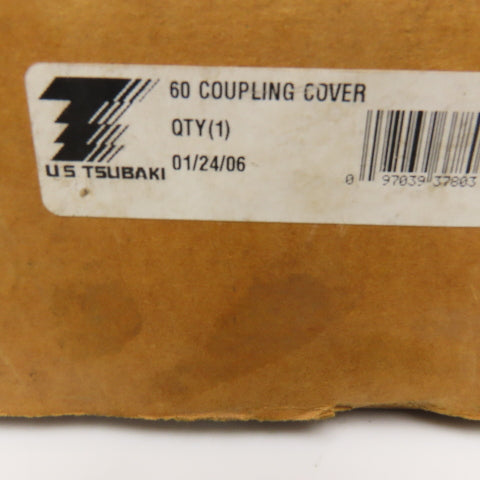 60 COUPLING COVER
QTY(1)
01/24/06
U.S. TSUBAKI
0 97039 37803